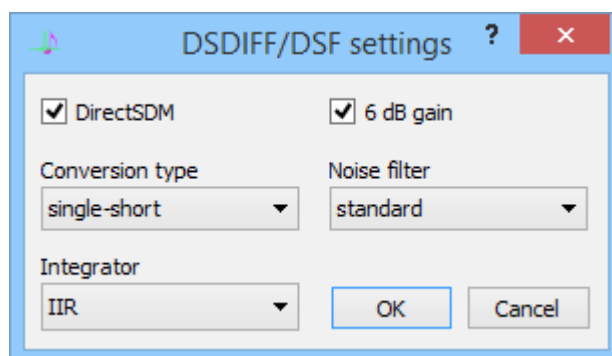 DSDIFF/DSF settings ? ×
DirectSDM 6 dB gain
Conversion type Noise filter
single-short standard
Integrator
IIR OK Cancel